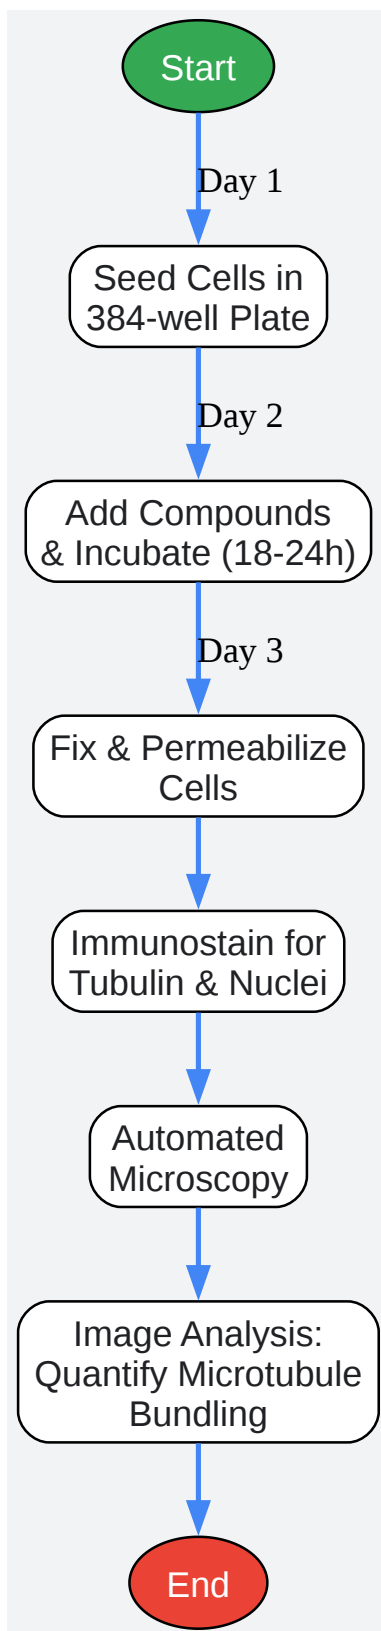 Start
Day 1
Seed Cells in
384-well Plate
Day 2
Add Compounds
& Incubate (18-24h)
Day 3
Fix & Permeabilize
Cells
Immunostain for
Tubulin & Nuclei
Automated
Microscopy
Image Analysis:
Quantify Microtubule
Bundling
End